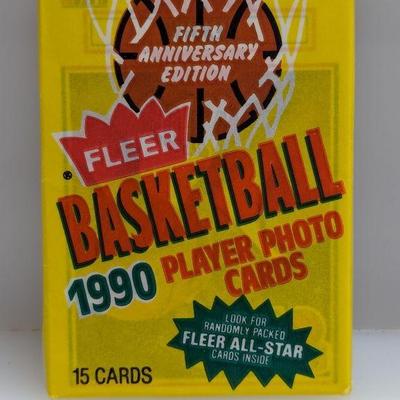 FIFTH
ANNIVERSARY
EDITION
FLEER
®
BASKETBALL
1990 PLAYER PHOTO
CARDS
LOOK FOR
RANDOMLY PACKED
FLEER ALL-STAR
CARDS INSIDE
15 CARDS